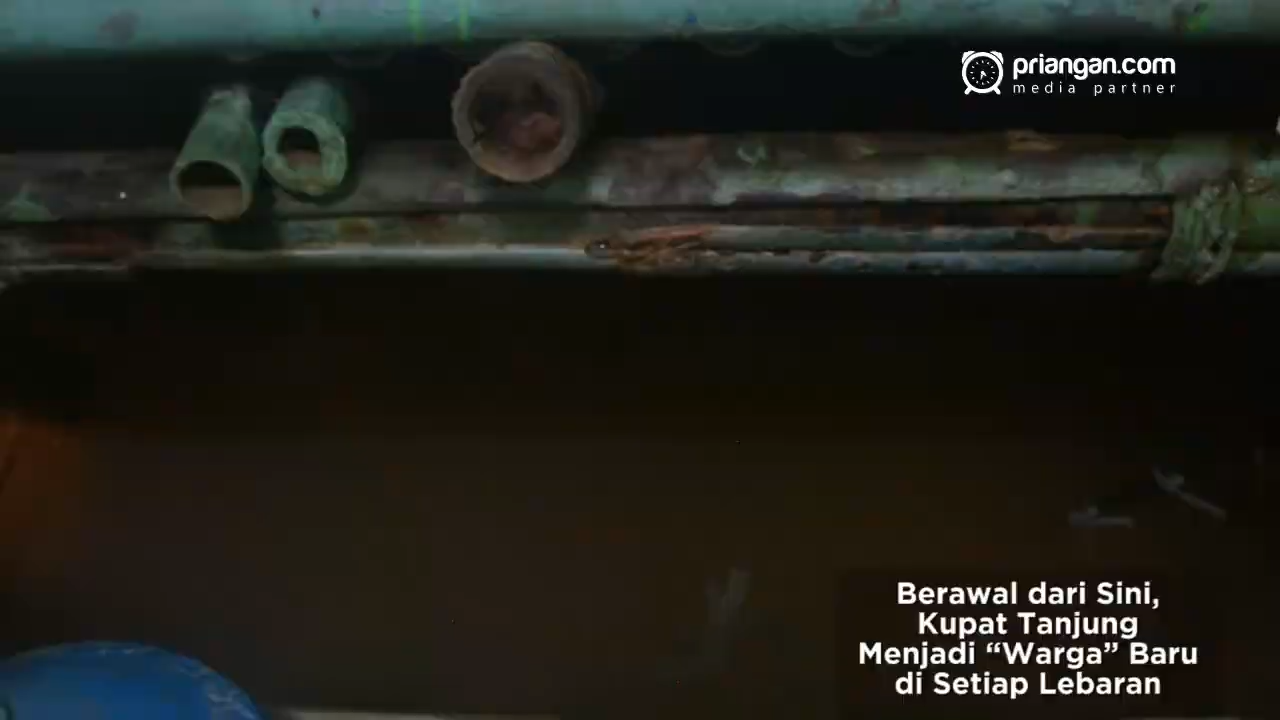 priangan.com
media partner
Berawal dari Sini,
Kupat Tanjung
Menjadi “Warga” Baru
di Setiap Lebaran